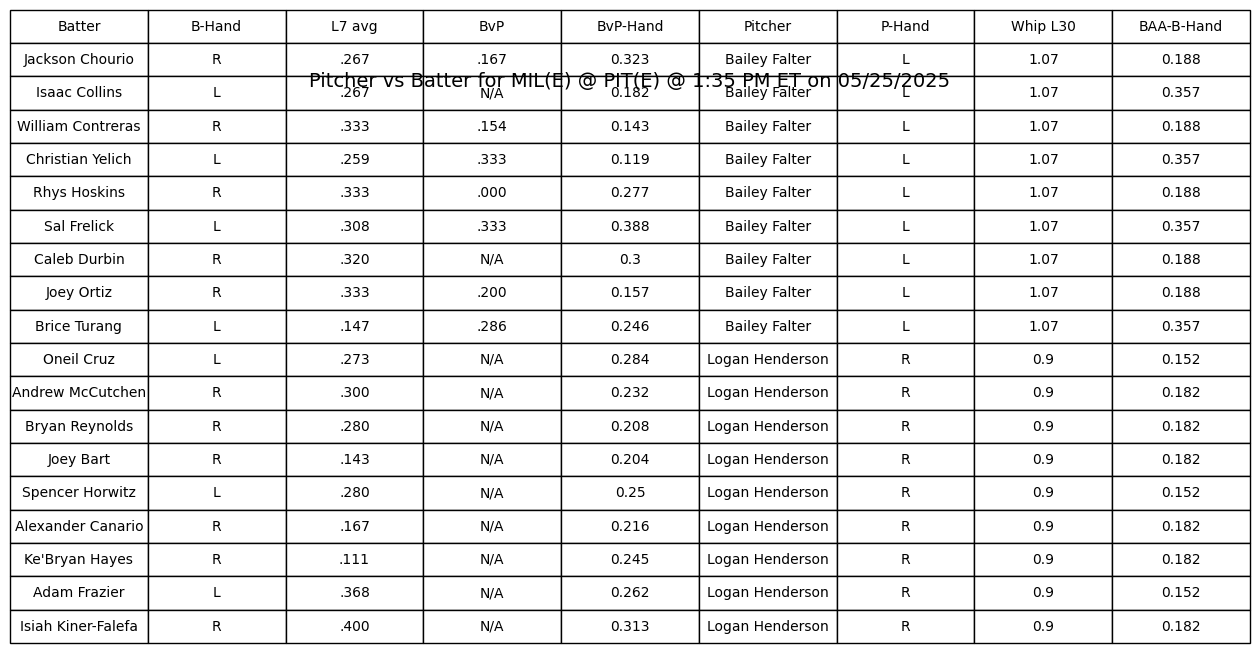 Batter B-Hand L7 avg BvP BvP-Hand Pitcher P-Hand Whip L30 BAA-B-Hand
Jackson Chourio R .267 .167 0.323 Bailey Falter L 1.07 0.188
Pitcher vs Batter for MIL(E) @ PIT(E) @ 1:35 PM ET on 05/25/2025
Isaac Collins L .267 N/A 0.182 Bailey Falter L 1.07 0.357
William Contreras R .333 .154 0.143 Bailey Falter L 1.07 0.188
Christian Yelich L .259 .333 0.119 Bailey Falter L 1.07 0.357
Rhys Hoskins R .333 .000 0.277 Bailey Falter L 1.07 0.188
Sal Frelick L .308 .333 0.388 Bailey Falter L 1.07 0.357
Caleb Durbin R .320 N/A 0.3 Bailey Falter L 1.07 0.188
Joey Ortiz R .333 .200 0.157 Bailey Falter L 1.07 0.188
Brice Turang L .147 .286 0.246 Bailey Falter L 1.07 0.357
Oneil Cruz L .273 N/A 0.284 Logan Henderson R 0.9 0.152
Andrew McCutchen R .300 N/A 0.232 Logan Henderson R 0.9 0.182
Bryan Reynolds R .280 N/A 0.208 Logan Henderson R 0.9 0.182
Joey Bart R .143 N/A 0.204 Logan Henderson R 0.9 0.182
Spencer Horwitz L .280 N/A 0.25 Logan Henderson R 0.9 0.152
Alexander Canario R .167 N/A 0.216 Logan Henderson R 0.9 0.182
Ke'Bryan Hayes R .111 N/A 0.245 Logan Henderson R 0.9 0.182
Adam Frazier L .368 N/A 0.262 Logan Henderson R 0.9 0.152
Isiah Kiner-Falefa R .400 N/A 0.313 Logan Henderson R 0.9 0.182